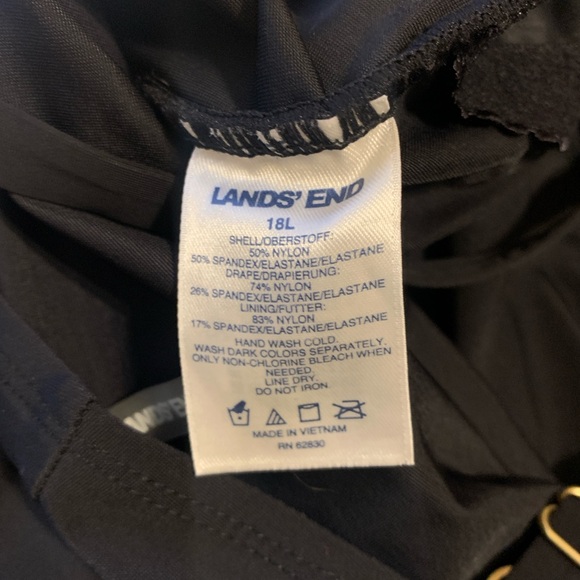 LANDS' END
18L
SHELL/OBERSTOFF:
50% NYLON
50% SPANDEX/ELASTANE/ELASTANE
DRAPE/DRAPIERUNG:
74% NYLON
26% SPANDEX/ELASTANE/ELASTANE
LINING/FUTTER:
83% NYLON
17% SPANDEX/ELASTANE/ELASTANE
HAND WASH COLD.
WASH DARK COLORS SEPARATELY.
ONLY NON-CHLORINE BLEACH WHEN
NEEDED.
LINE DRY.
DO NOT IRON.
MADE IN VIETNAM
RN 62830